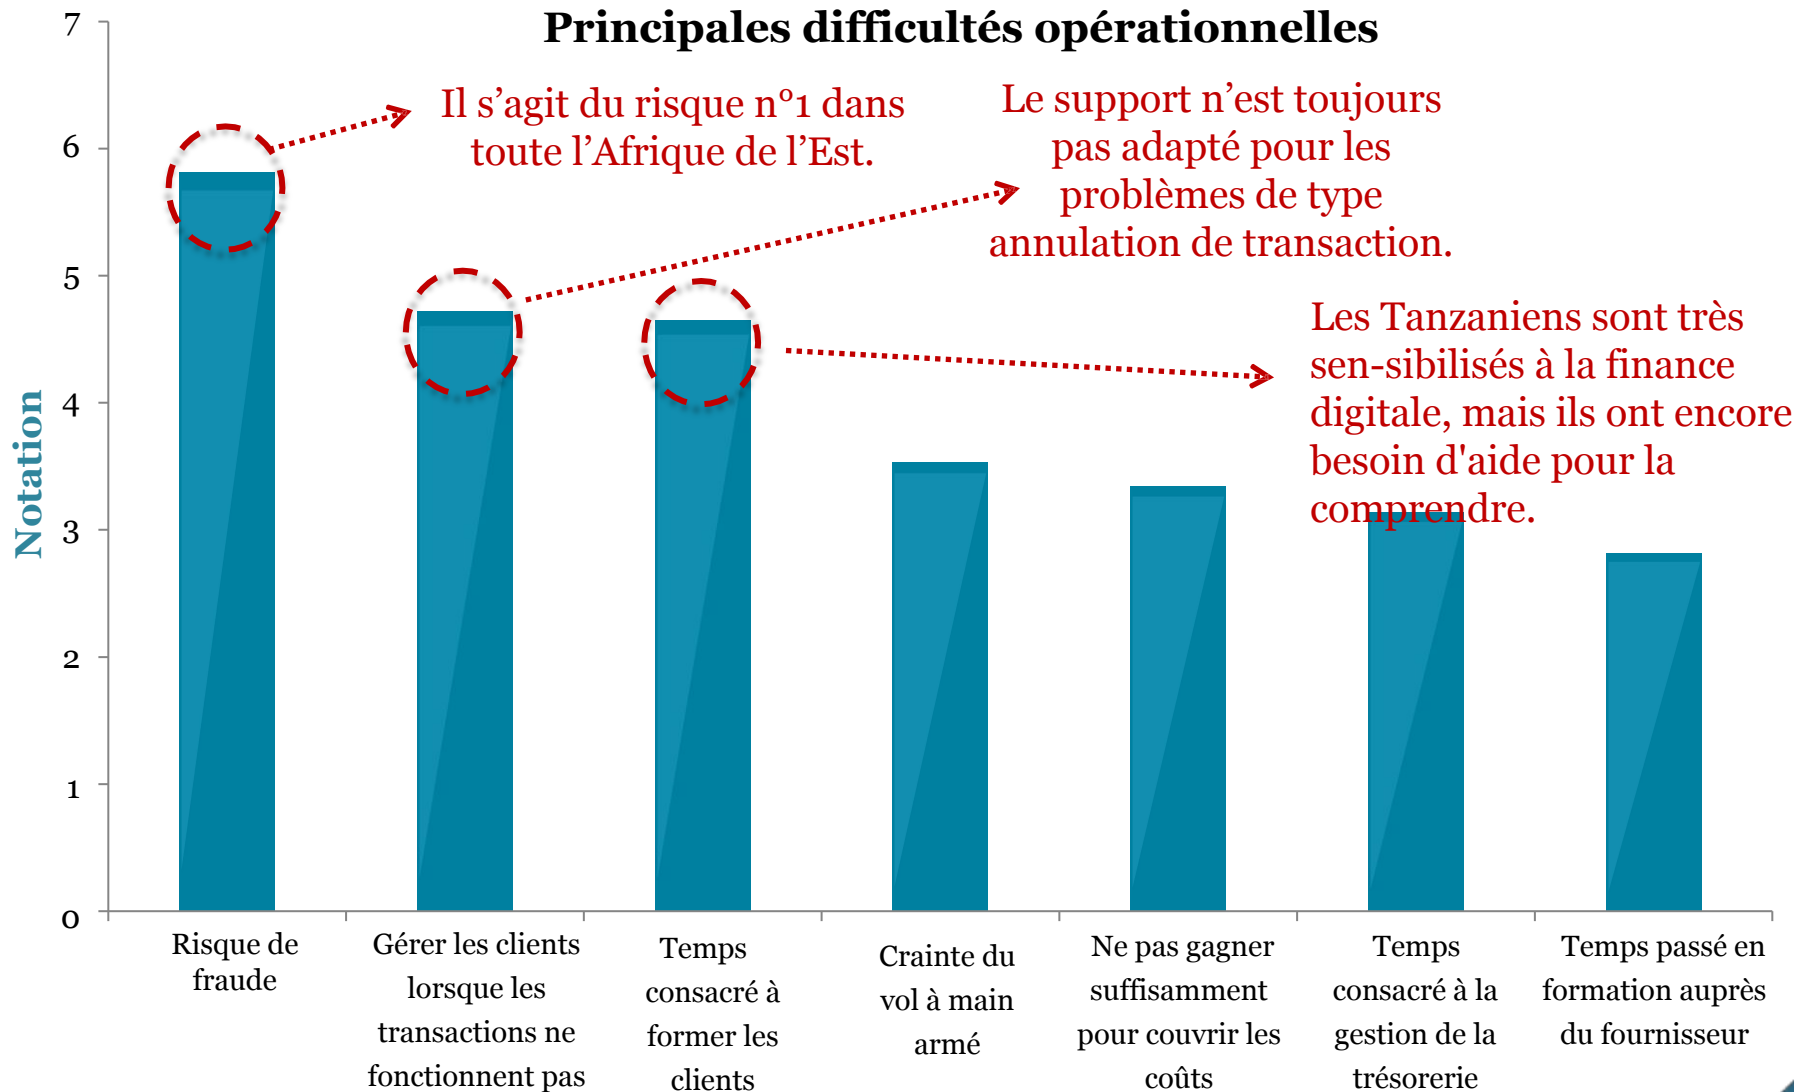 Principales difficultés opérationnelles
7
6
5
4
3
2
1
0
Notation
Il s’agit du risque n°1 dans
toute l’Afrique de l’Est.
Le support n’est toujours
pas adapté pour les
problèmes de type
annulation de transaction.
Les Tanzaniens sont très
sen-sibilisés à la finance
digitale, mais ils ont encore
besoin d'aide pour la
comprendre.
Risque de
fraude
Gérer les clients
lorsque les
transactions ne
fonctionnent pas
Temps
consacré à
former les
clients
Crainte du
vol à main
armé
Ne pas gagner
suffisamment
pour couvrir les
coûts
Temps
consacré à la
gestion de la
trésorerie
Temps passé en
formation auprès
du fournisseur